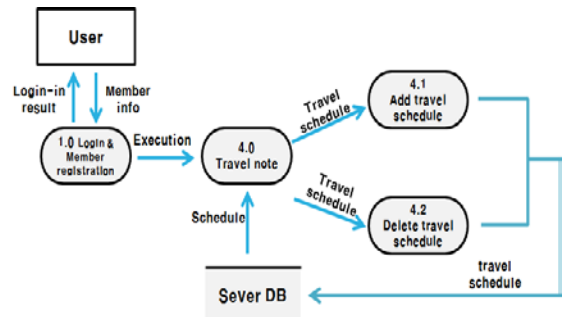 User
Login-in
result
Member
info
1.0 Login &
Member
registration
Execution
4.0
Travel note
Travel
schedule
4.1
Add travel
schedule
Travel
schedule
4.2
Delete travel
schedule
Schedule
Sever DB
travel
schedule